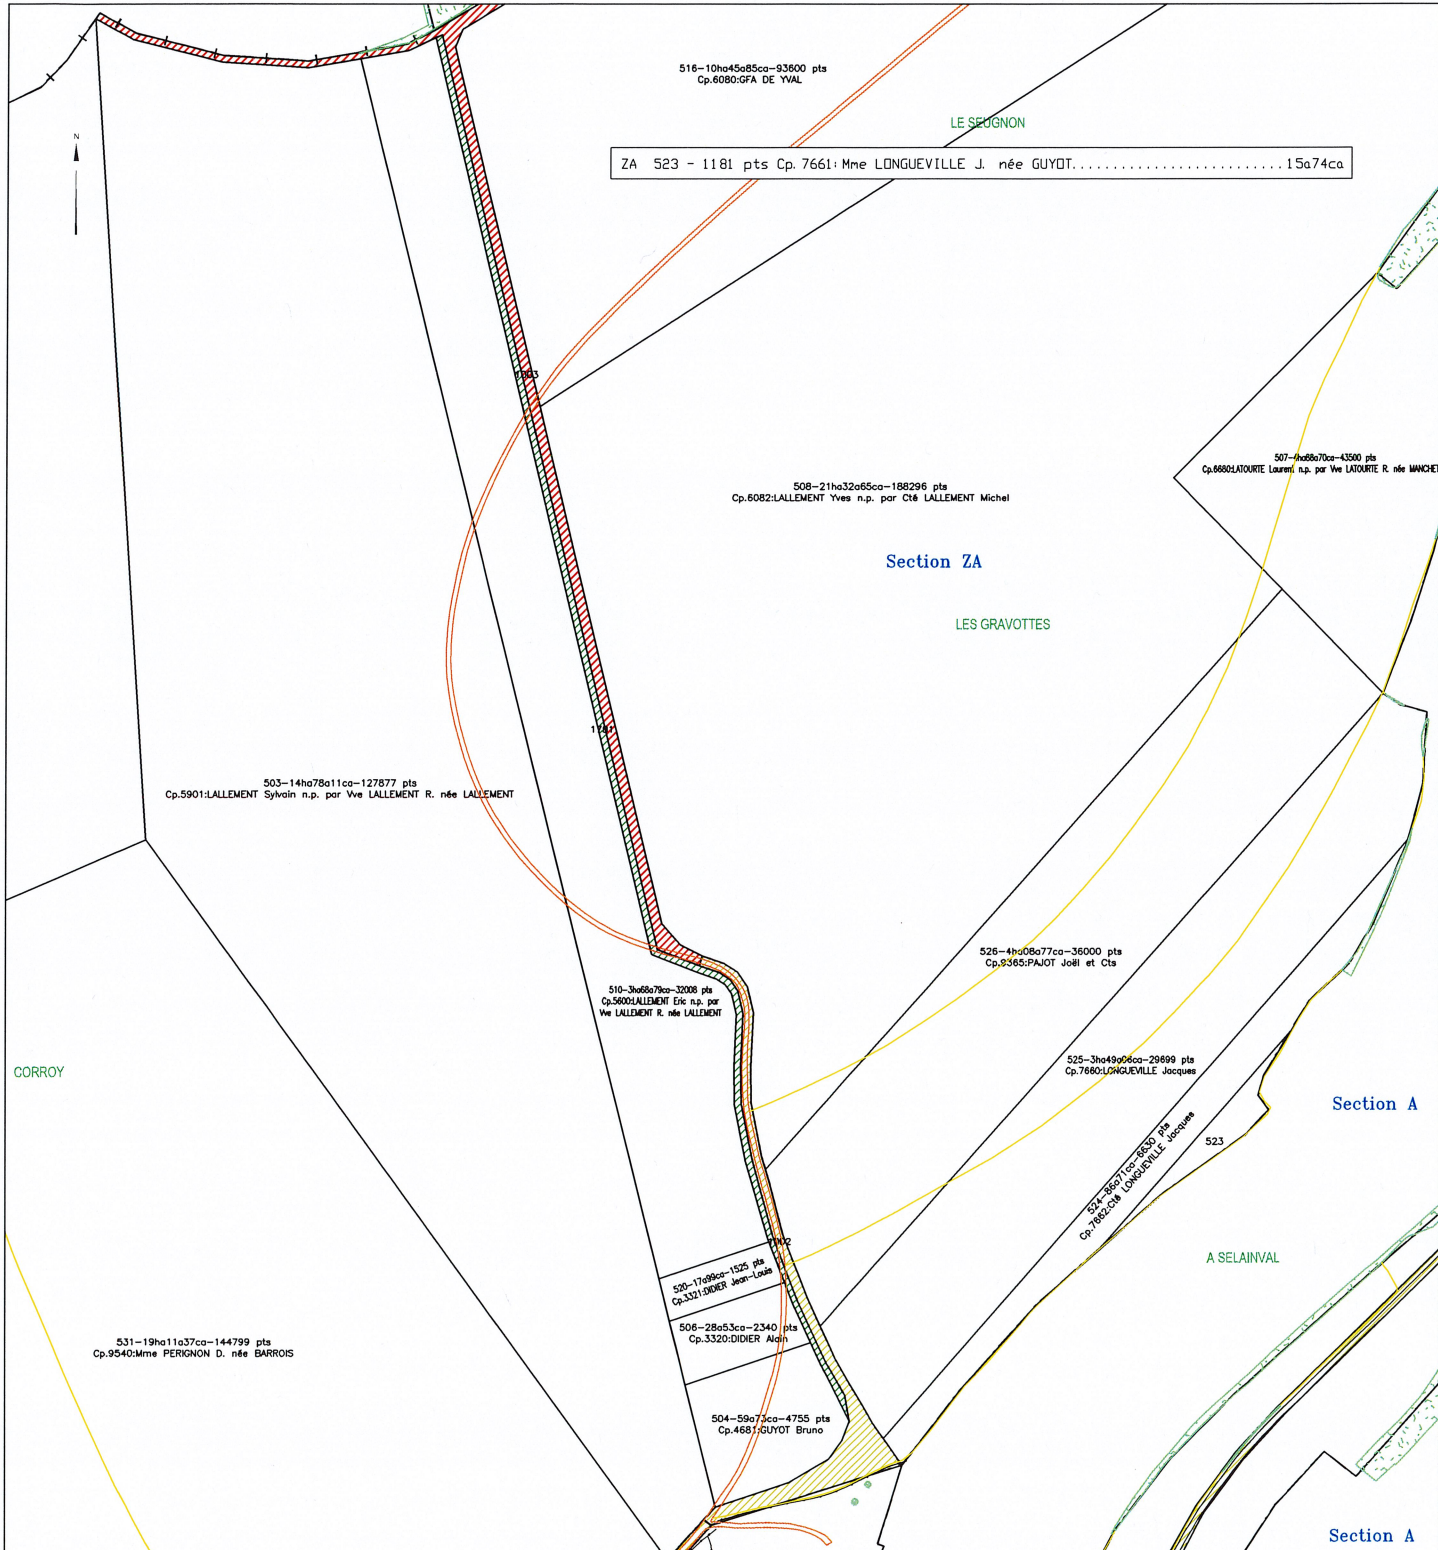 516-10ha45a85ca-93600 pts
Cp.6080:GFA DE YVAL
LE SEUGNON
N
ZA 523 - 1181 pts Cp. 7661: Mme LONGUEVILLE J. née GUYOT..........................15a74ca
1003
507-4ha88a70ca-43500 pts
Cp.6680:LATOURTE Laurent n.p. par Vve LATOURTE R. née MANCHET
508-21ha32a65ca-188296 pts
Cp.6082:LALLEMENT Yves n.p. par Cté LALLEMENT Michel
Section ZA
LES GRAVOTTES
503-14ha78a11ca-127877 pts
Cp.5901:LALLEMENT Sylvain n.p. par Vve LALLEMENT R. née LALLEMENT
526-4ha08a77ca-36000 pts
Cp.9365:PAJOT Joël et Cts
510-3ha68a79ca-32008 pts
Cp.5600:LALLEMENT Eric n.p. par
Vve LALLEMENT R. née LALLEMENT
CORROY
525-3ha49a06ca-29699 pts
Cp.7660:LONGUEVILLE Jacques
Section A
524-86a71ca-6630 pts
Cp.7662:Cté LONGUEVILLE Jacques
523
1002
A SELAINVAL
520-17a99ca-1525 pts
Cp.3321:DIDIER Jean-Louis
506-28a53ca-2340 pts
Cp.3320:DIDIER Alain
531-19ha11a37ca-144799 pts
Cp.9540:Mme PERIGNON D. née BARROIS
504-59a73ca-4755 pts
Cp.4681:GUYOT Bruno
Section A